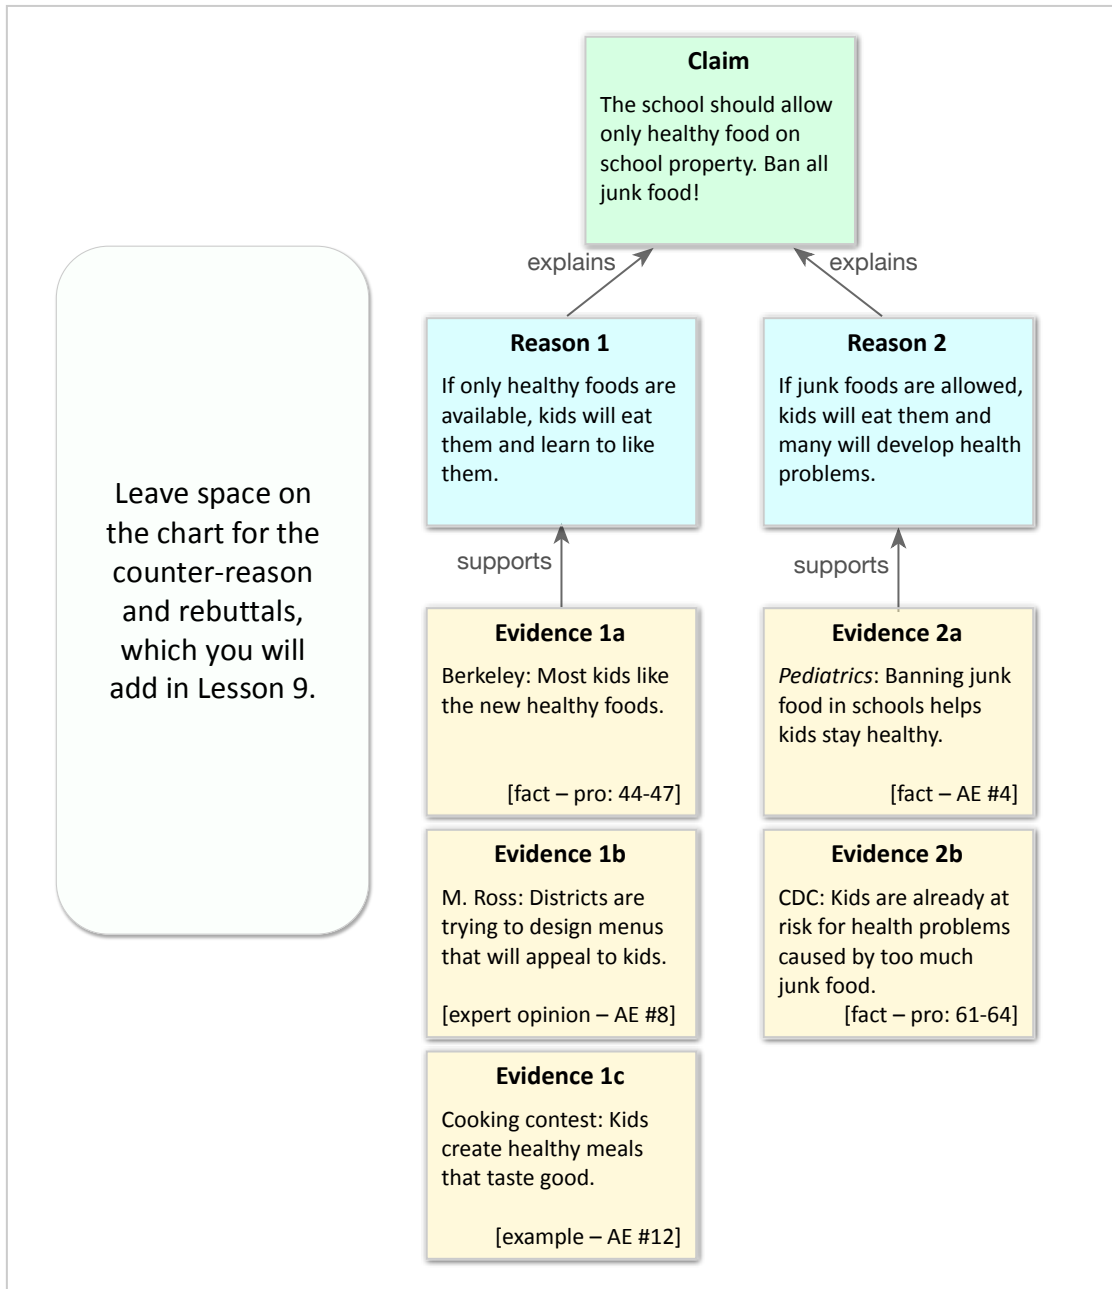 Claim
The school should allow
only healthy food on
school property. Ban all
junk food!
explains
explains
Leave space on
the chart for the
counter-reason
and rebuttals,
which you will
add in Lesson 9.
Reason 1
If only healthy foods are
available, kids will eat
them and learn to like
them.
Reason 2
If junk foods are allowed,
kids will eat them and
many will develop health
problems.
supports
supports
Evidence 1a
Berkeley: Most kids like
the new healthy foods.
[fact – pro: 44-47]
Evidence 2a
Pediatrics: Banning junk
food in schools helps
kids stay healthy.
[fact – AE #4]
Evidence 1b
M. Ross: Districts are
trying to design menus
that will appeal to kids.
[expert opinion – AE #8]
Evidence 2b
CDC: Kids are already at
risk for health problems
caused by too much
junk food.
[fact – pro: 61-64]
Evidence 1c
Cooking contest: Kids
create healthy meals
that taste good.
[example – AE #12]